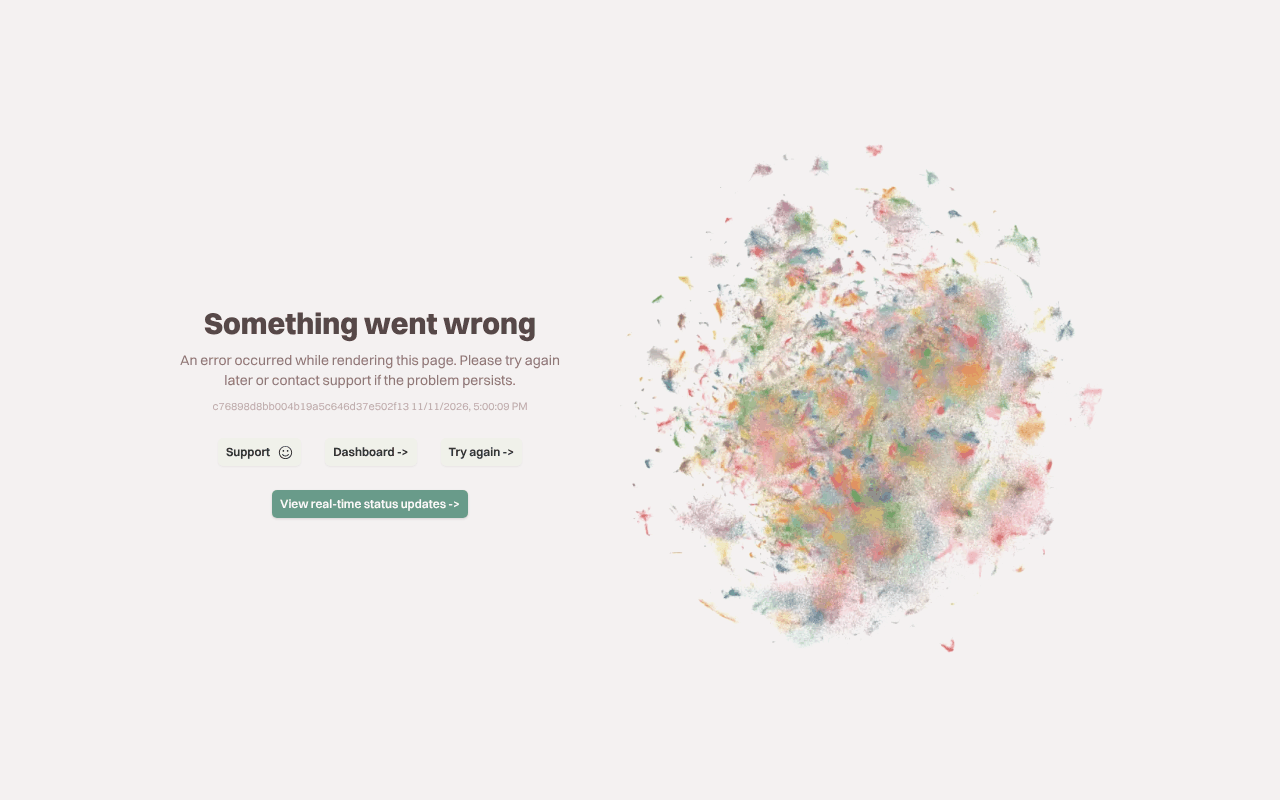 Something went wrong
An error occurred while rendering this page. Please try again
later or contact support if the problem persists.
c76898d8bb004b19a5c646d37e502f13 11/11/2026, 5:00:09 PM
Support
Dashboard ->
Try again ->
View real-time status updates ->